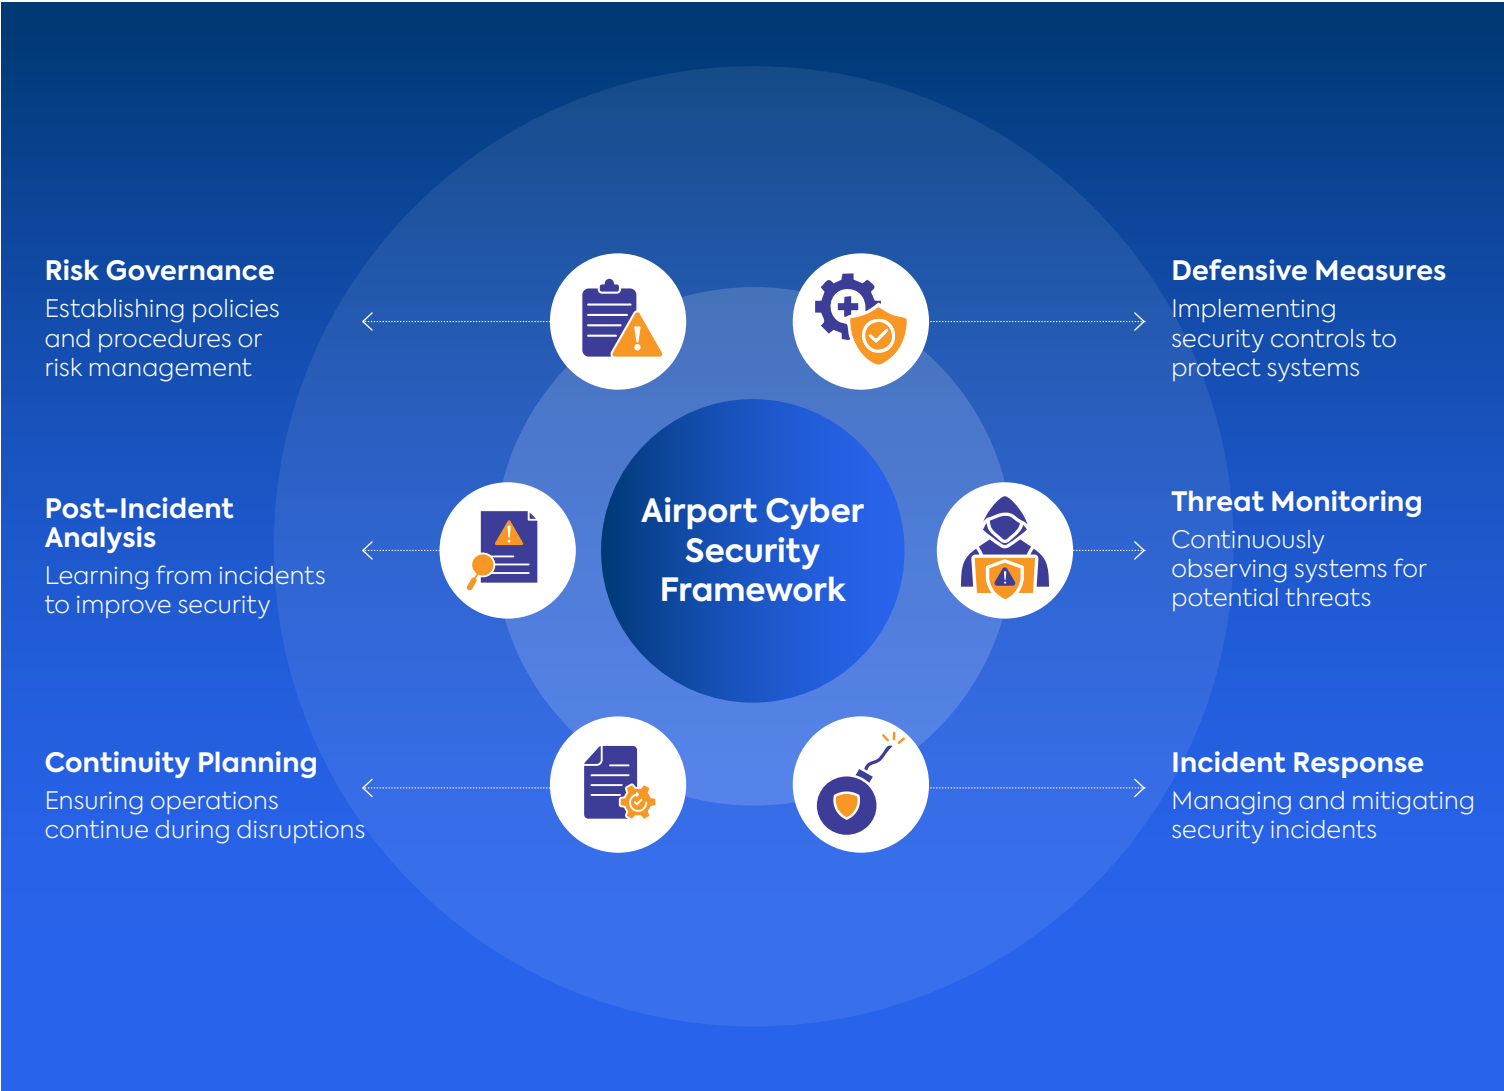 Risk Governance
Establishing policies
and procedures or
risk management
Defensive Measures
Implementing
security controls to
protect systems
Post-Incident
Analysis
Learning from incidents
to improve security
Airport Cyber
Security
Framework
Threat Monitoring
Continuously
observing systems for
potential threats
Continuity Planning
Ensuring operations
continue during disruptions
Incident Response
Managing and mitigating
security incidents